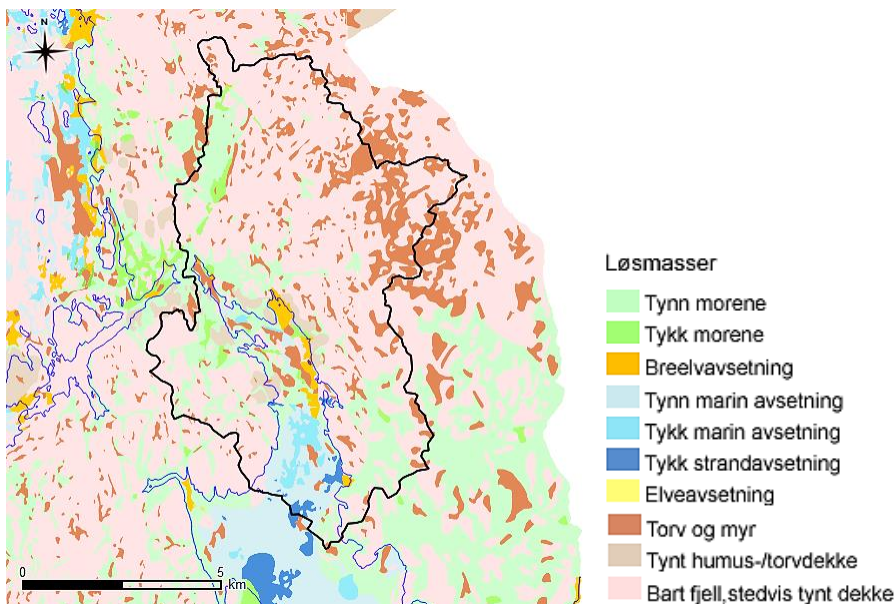 N
0
5
km
Løsmasser
Tynn morene
Tykk morene
Breelvavsetning
Tynn marin avsetning
Tykk marin avsetning
Tykk strandavsetning
Elveavsetning
Torv og myr
Tynt humus-/torvdekke
Bart fjell,stedvis tynt dekke